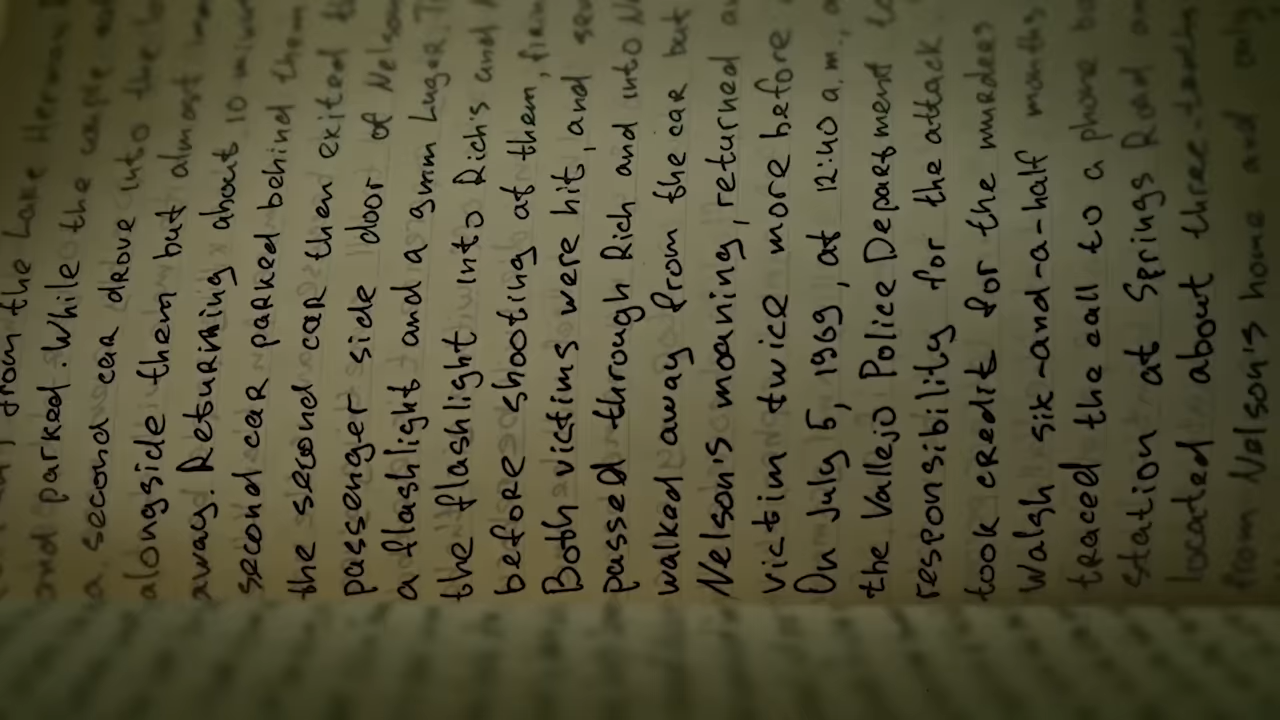 from the Lake Herman
and parked. While the couple
a second car drove into the
alongside them but almost
away. Returning about 10
second car parked behind them
the second car then exited
passenger side door of Nelson
a flashlight and a 9mm Luger.
the flashlight into Rich's and
before shooting at them,
Both victims were hit, and
passed through Rich and into
walked away from the car but
Nelson's moaning, returned
victim twice more before
On July 5, 1969, at 12:40 a.m.,
the Vallejo Police Department
responsibility for the attack
took credit for the murders
Walsh six-and-a-half months
traced the call to a phone
station at Springs Road
located about three-tenths
from Nelson's home and only